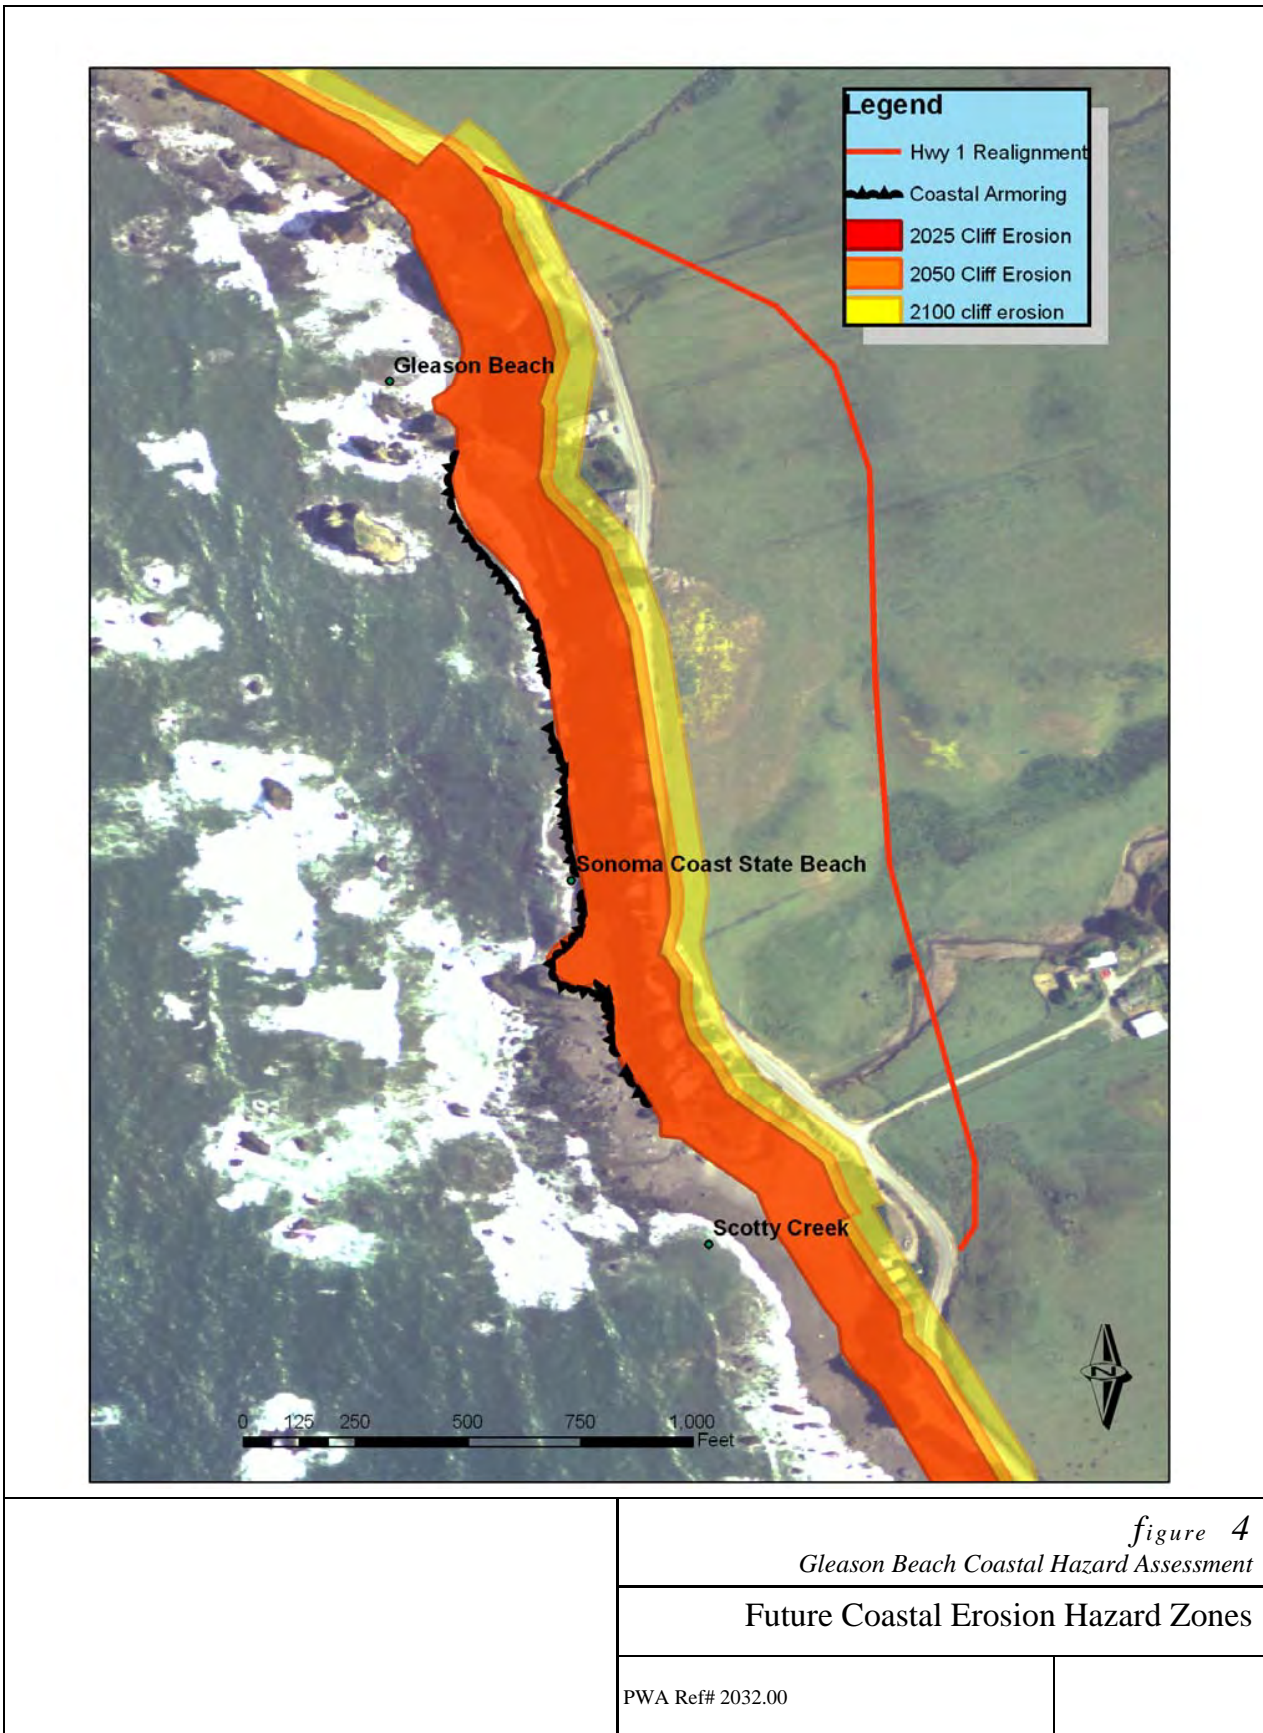 Legend
Hwy 1 Realignment
Coastal Armoring
2025 Cliff Erosion
2050 Cliff Erosion
2100 cliff erosion
Gleason Beach
Sonoma Coast State Beach
Scotty Creek
N
0 125 250 500 750 1,000
Feet
figure 4
Gleason Beach Coastal Hazard Assessment
Future Coastal Erosion Hazard Zones
PWA Ref# 2032.00